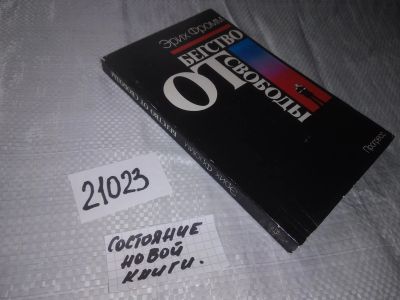 Эрих Фромм
БЕГСТВО
ОТ
СВОБОДЫ
Прогресс
21023
СОСТОЯНИЕ
НОВОЙ
КНИГИ.